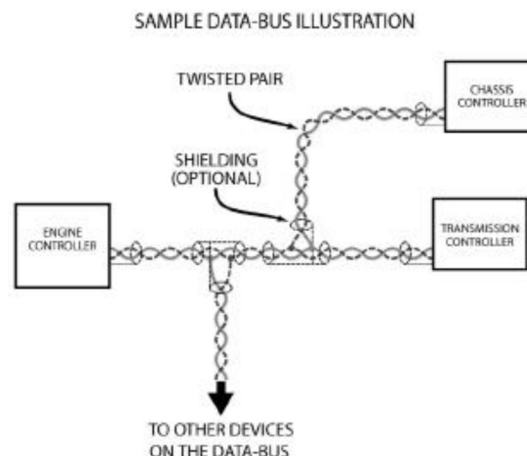 SAMPLE DATA-BUS ILLUSTRATION
TWISTED PAIR
CHASSIS
CONTROLLER
SHIELDING
(OPTIONAL)
ENGINE
CONTROLLER
TRANSMISSION
CONTROLLER
TO OTHER DEVICES
ON THE DATA-BUS